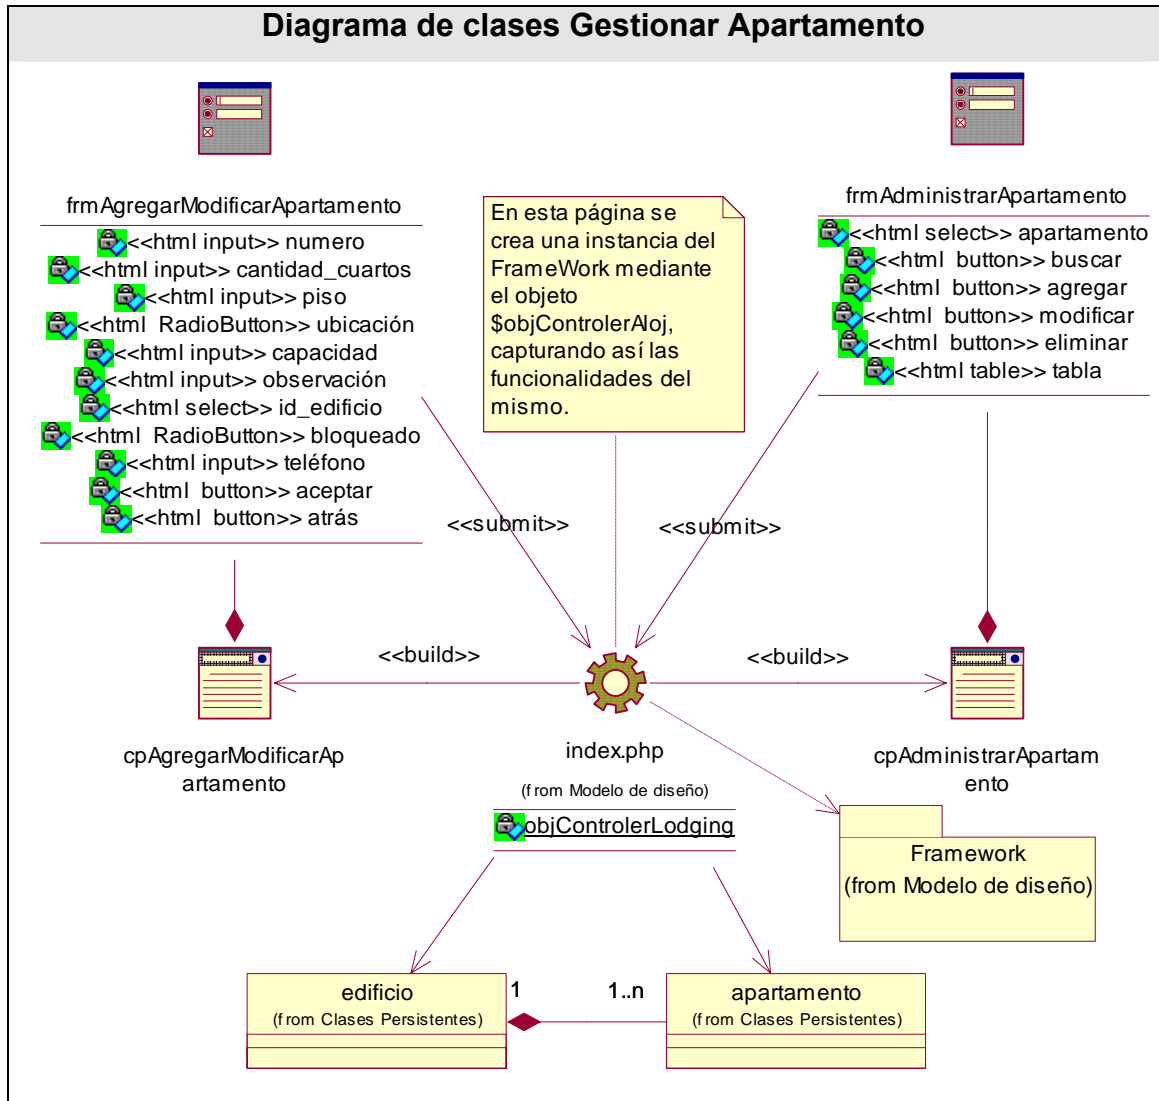 Diagrama de clases Gestionar Apartamento
frmAgregarModificarApartamento
<<html input>> numero
<<html input>> cantidad_cuartos
<<html input>> piso
<<html RadioButton>> ubicación
<<html input>> capacidad
<<html input>> observación
<<html select>> id_edificio
<<html RadioButton>> bloqueado
<<html input>> teléfono
<<html button>> aceptar
<<html button>> atrás
En esta página se
crea una instancia del
FrameWork mediante
el objeto
$objControlerAloj,
capturando así las
funcionalidades del
mismo.
frmAdministrarApartamento
<<html select>> apartamento
<<html button>> buscar
<<html button>> agregar
<<html button>> modificar
<<html button>> eliminar
<<html table>> tabla
<<submit>>
<<submit>>
<<build>>
<<build>>
cpAgregarModificarAp
artamento
index.php
(from Modelo de diseño)
objControlerLodging
cpAdministrarApartam
ento
Framework
(from Modelo de diseño)
edificio
(from Clases Persistentes)
1
1..n
apartamento
(from Clases Persistentes)